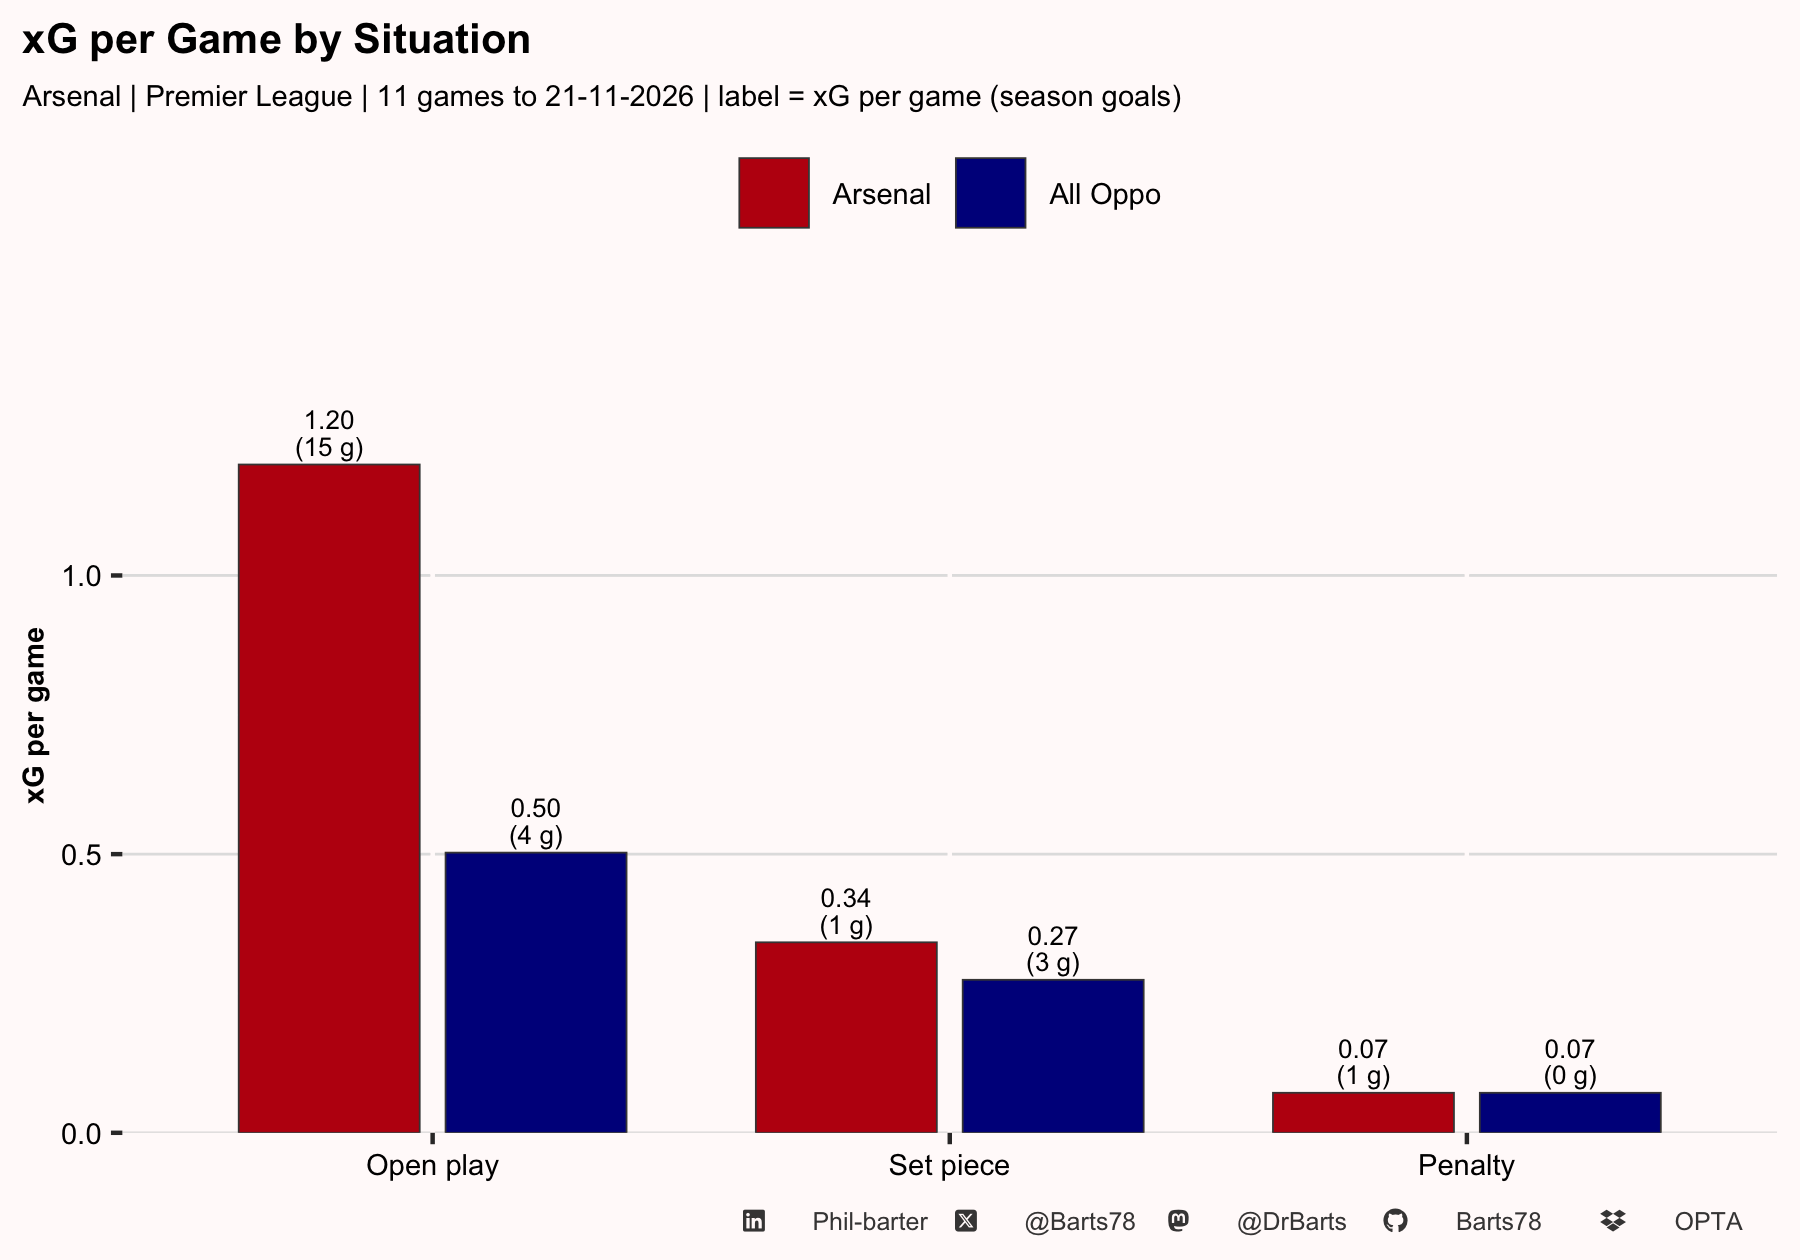 xG per Game by Situation
Arsenal | Premier League | 11 games to 21-11-2026 | label = xG per game (season goals)
Arsenal
All Oppo
1.20
(15 g)
0.50
(4 g)
0.34
(1 g)
0.27
(3 g)
0.07
(1 g)
0.07
(0 g)
1.0
0.5
0.0
xG per game
Open play
Set piece
Penalty
Phil-barter
@Barts78
@DrBarts
Barts78
OPTA